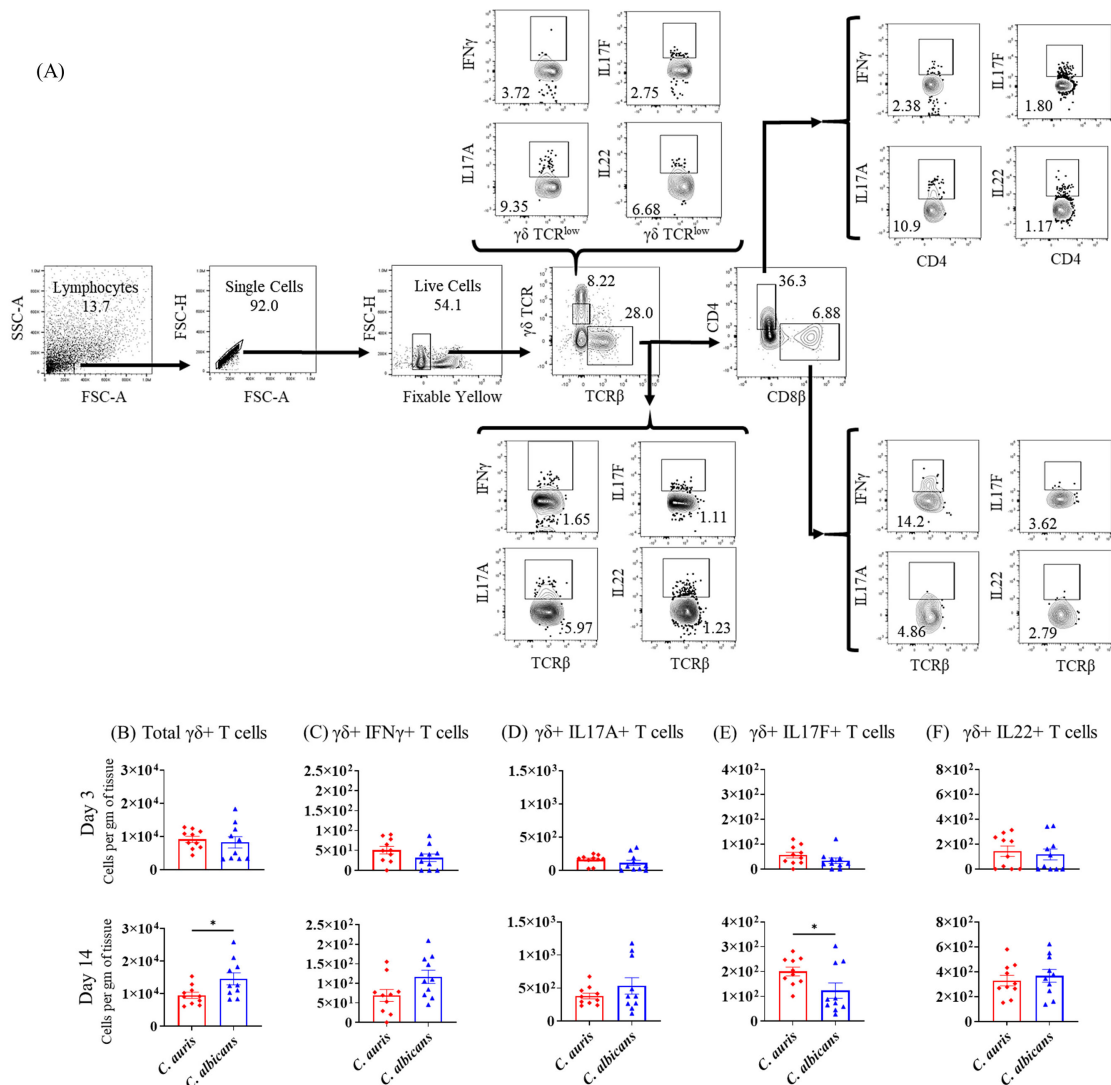 (A)
IFNγ
3.72
IL17F
2.75
IL17A
9.35
IL22
6.68
γδ TCRlow
γδ TCRlow
IFNγ
2.38
IL17F
1.80
IL17A
10.9
IL22
1.17
CD4
CD4
SSC-A
Lymphocytes
13.7
FSC-A
FSC-H
Single Cells
92.0
FSC-A
FSC-H
Live Cells
54.1
Fixable Yellow
γδ TCR
8.22
28.0
TCRβ
CD4
36.3
6.88
CD8β
IFNγ
1.65
IL17F
1.11
IL17A
5.97
IL22
1.23
TCRβ
TCRβ
IFNγ
14.2
IL17F
3.62
IL17A
4.86
IL22
2.79
TCRβ
TCRβ
(B) Total γδ+ T cells
(C) γδ+ IFNγ+ T cells
(D) γδ+ IL17A+ T cells
(E) γδ+ IL17F+ T cells
(F) γδ+ IL22+ T cells
Day 3
Cells per gm of tissue
3×10⁴
2×10⁴
1×10⁴
0
2.5×10²
2.0×10²
1.5×10²
1.0×10²
5×10¹
0
1.5×10³
1.0×10³
5×10²
0
4×10²
3×10²
2×10²
1×10²
0
8×10²
6×10²
4×10²
2×10²
0
Day 14
Cells per gm of tissue
3×10⁴
2×10⁴
1×10⁴
0
*
2.5×10²
2.0×10²
1.5×10²
1.0×10²
5×10¹
0
1.5×10³
1.0×10³
5×10²
0
4×10²
3×10²
2×10²
1×10²
0
*
8×10²
6×10²
4×10²
2×10²
0
C. auris
C. albicans
C. auris
C. albicans
C. auris
C. albicans
C. auris
C. albicans
C. auris
C. albicans